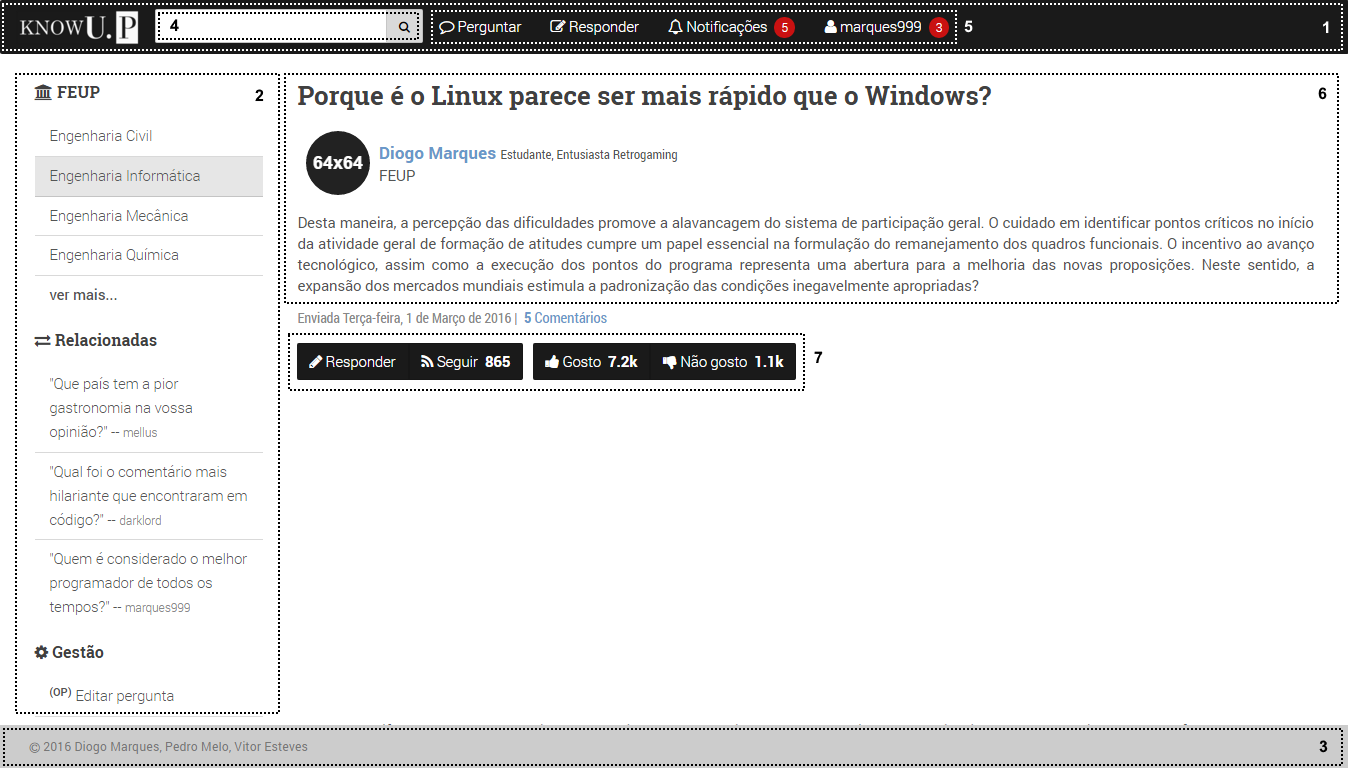 KNOWU.P 4 Perguntar Responder Notificações 5 marques999 3 5 1
FEUP 2
Engenharia Civil
Engenharia Informática
Engenharia Mecânica
Engenharia Química
ver mais...
Relacionadas
"Que país tem a pior
gastronomia na vossa
opinião?" -- mellus
"Qual foi o comentário mais
hilariante que encontraram em
código?" -- darklord
"Quem é considerado o melhor
programador de todos os
tempos?" -- marques999
Gestão
(OP) Editar pergunta
Porque é o Linux parece ser mais rápido que o Windows? 6
64x64
Diogo Marques Estudante, Entusiasta Retrogaming
FEUP
Desta maneira, a percepção das dificuldades promove a alavancagem do sistema de participação geral. O cuidado em identificar pontos críticos no início
da atividade geral de formação de atitudes cumpre um papel essencial na formulação do remanejamento dos quadros funcionais. O incentivo ao avanço
tecnológico, assim como a execução dos pontos do programa representa uma abertura para a melhoria das novas proposições. Neste sentido, a
expansão dos mercados mundiais estimula a padronização das condições inegavelmente apropriadas?
Enviada Terça-feira, 1 de Março de 2016 | 5 Comentários
Responder Seguir 865 Gosto 7.2k Não gosto 1.1k 7
© 2016 Diogo Marques, Pedro Melo, Vitor Esteves 3